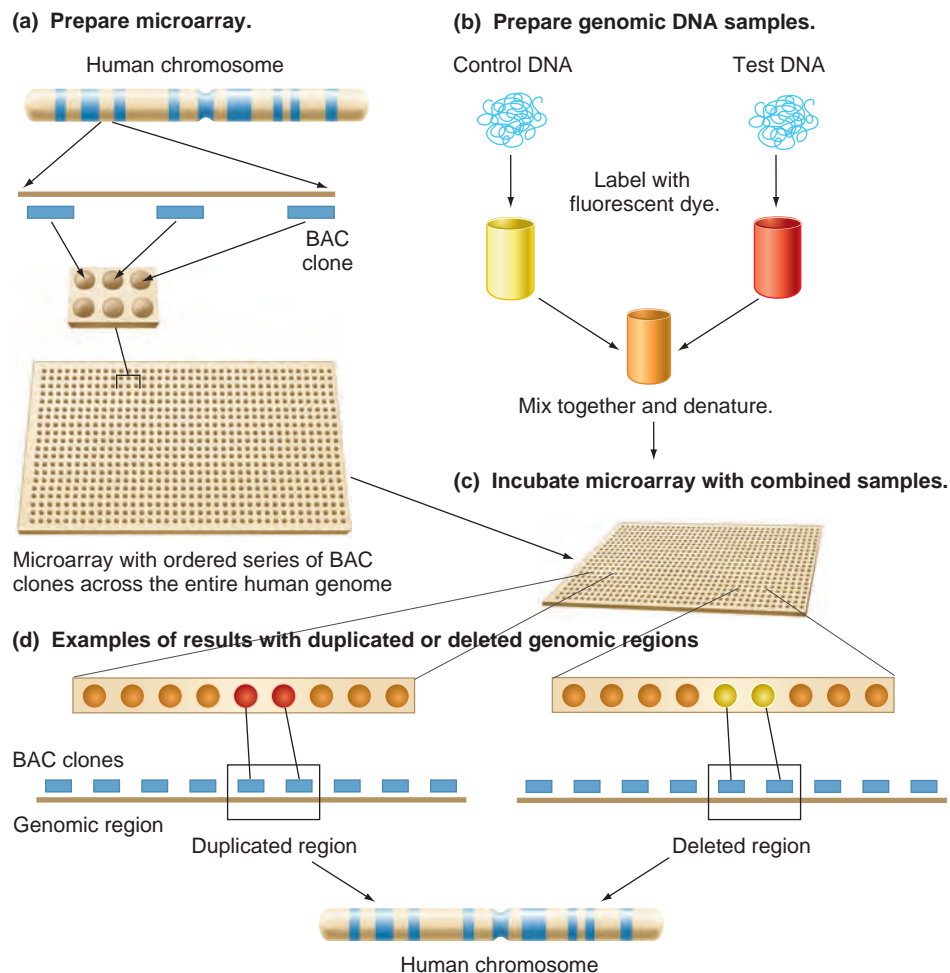 (a) Prepare microarray.
Human chromosome
BAC
clone
Microarray with ordered series of BAC
clones across the entire human genome
(b) Prepare genomic DNA samples.
Control DNA
Test DNA
Label with
fluorescent dye.
Mix together and denature.
(c) Incubate microarray with combined samples.
(d) Examples of results with duplicated or deleted genomic regions
BAC clones
Genomic region
Duplicated region
Deleted region
Human chromosome